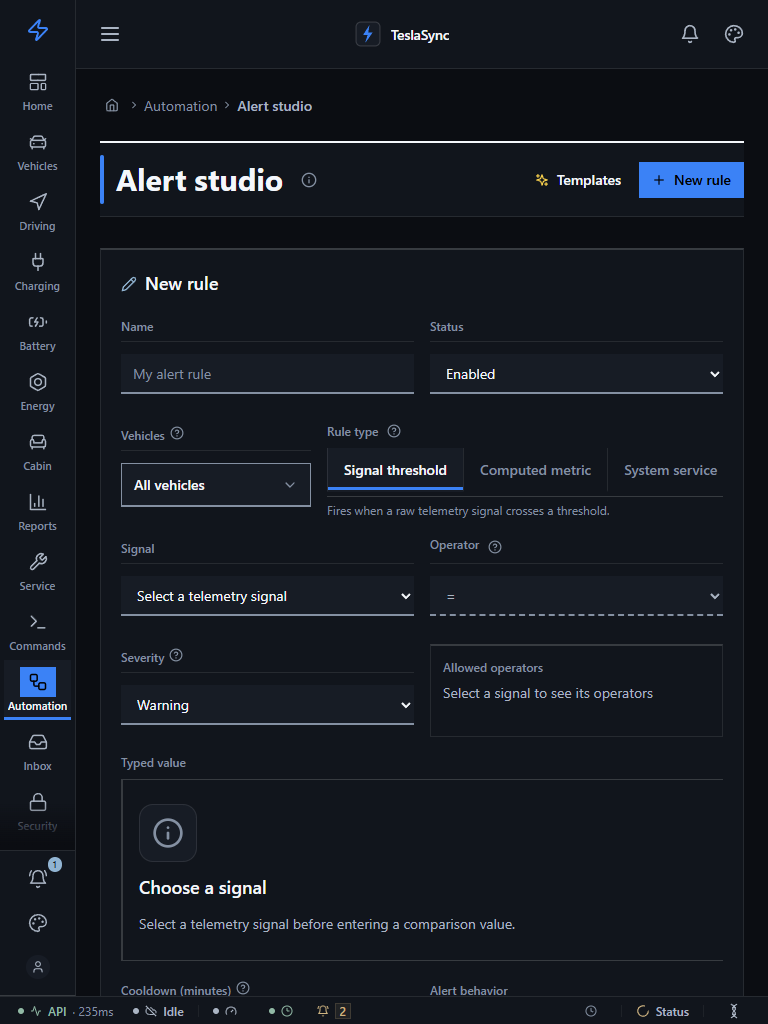 TeslaSync
Home
Vehicles
Driving
Charging
Battery
Energy
Cabin
Reports
Service
Commands
Automation
Inbox
Security
1
Automation
Alert studio
Alert studio
Templates
New rule
New rule
Name
Status
My alert rule
Enabled
Vehicles
Rule type
All vehicles
Signal threshold
Computed metric
System service
Fires when a raw telemetry signal crosses a threshold.
Signal
Operator
Select a telemetry signal
=
Severity
Warning
Allowed operators
Select a signal to see its operators
Typed value
Choose a signal
Select a telemetry signal before entering a comparison value.
Cooldown (minutes)
Alert behavior
API · 235ms
Idle
2
Status